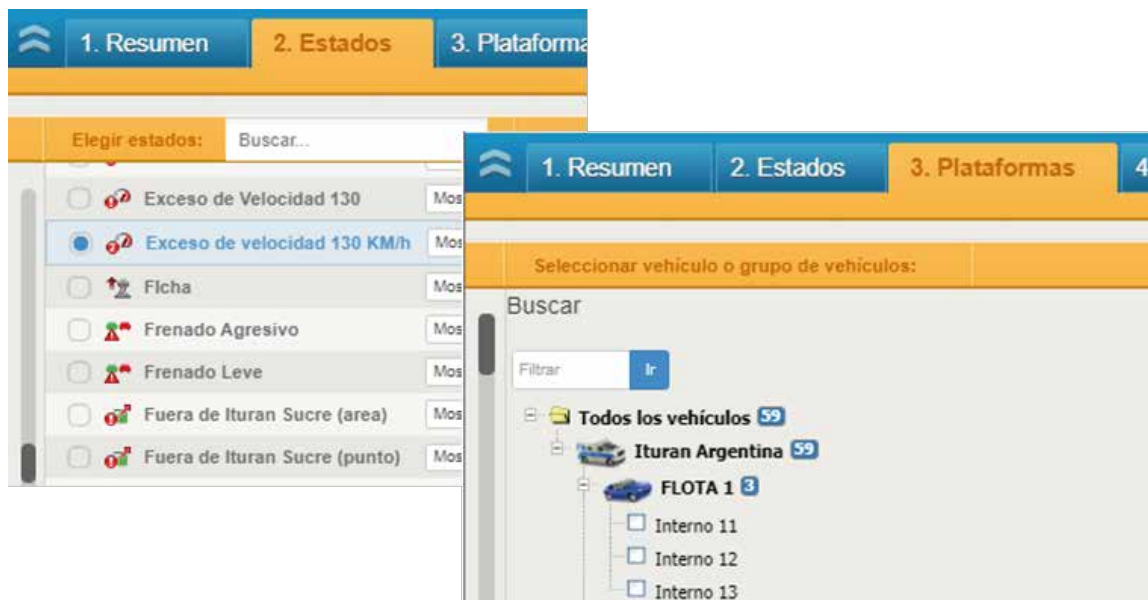 1. Resumen
2. Estados
3. Plataforma
Elegir estados:
Buscar...
Exceso de Velocidad 130
Mos
Exceso de velocidad 130 KM/h
Mos
FIcha
Mos
Frenado Agresivo
Mos
Frenado Leve
Mos
Fuera de Ituran Sucre (area)
Mos
Fuera de Ituran Sucre (punto)
Mos
1. Resumen
2. Estados
3. Plataformas
4
Seleccionar vehículo o grupo de vehículos:
Buscar
Filtrar
Ir
Todos los vehículos 59
Ituran Argentina 59
FLOTA 1 3
Interno 11
Interno 12
Interno 13